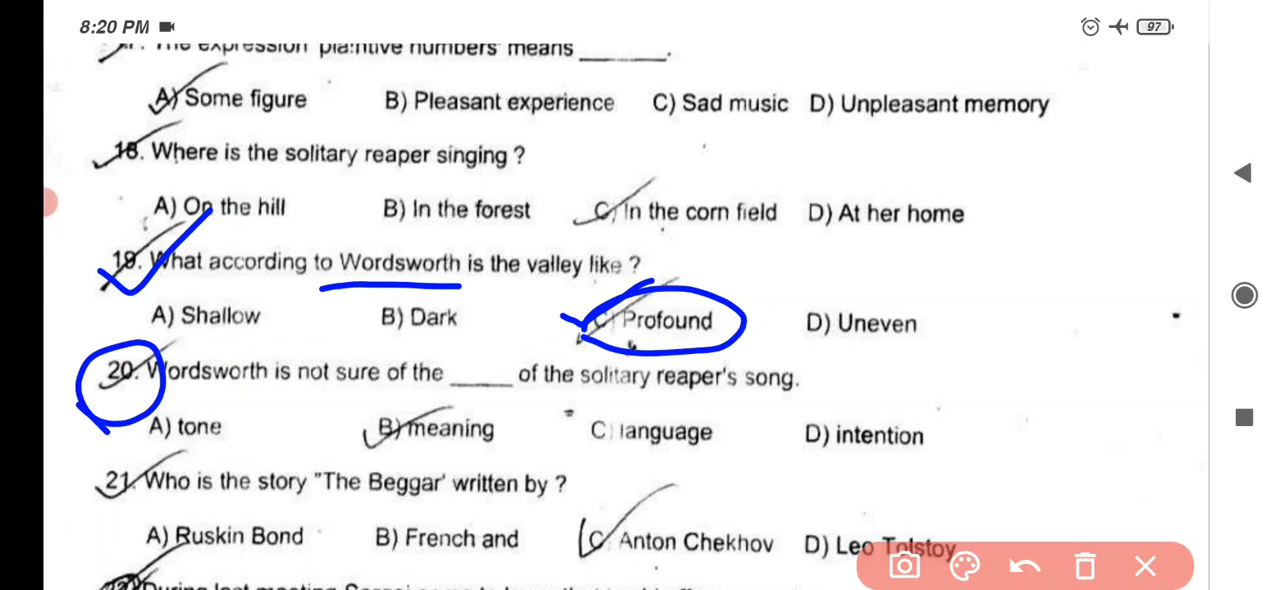 8:20 PM
97
The expression 'plaintive numbers' means ______.
A) Some figure B) Pleasant experience C) Sad music D) Unpleasant memory
18. Where is the solitary reaper singing ?
A) On the hill B) In the forest C) In the corn field D) At her home
19. What according to Wordsworth is the valley like ?
A) Shallow B) Dark C) Profound D) Uneven
20. Wordsworth is not sure of the _____ of the solitary reaper's song.
A) tone B) meaning C) language D) intention
21. Who is the story "The Beggar' written by ?
A) Ruskin Bond B) French and C) Anton Chekhov D) Leo Tolstoy
During last meeting